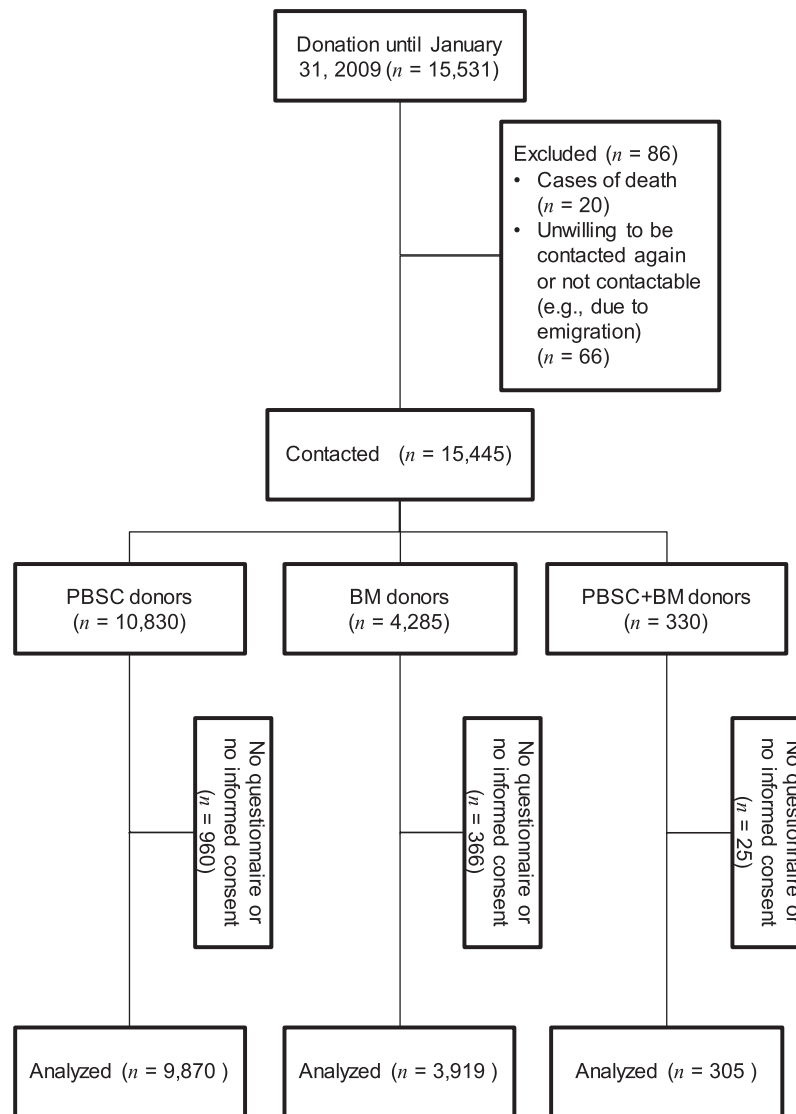 Donation until January
31, 2009 (n = 15,531)
Excluded (n = 86)
• Cases of death
(n = 20)
• Unwilling to be
contacted again
or not contactable
(e.g., due to
emigration)
(n = 66)
Contacted (n = 15,445)
PBSC donors
(n = 10,830)
BM donors
(n = 4,285)
PBSC+BM donors
(n = 330)
No questionnaire or
no informed consent
(n = 960)
No questionnaire or
no informed consent
(n = 366)
No questionnaire or
no informed consent
(n = 25)
Analyzed (n = 9,870 )
Analyzed (n = 3,919 )
Analyzed (n = 305 )